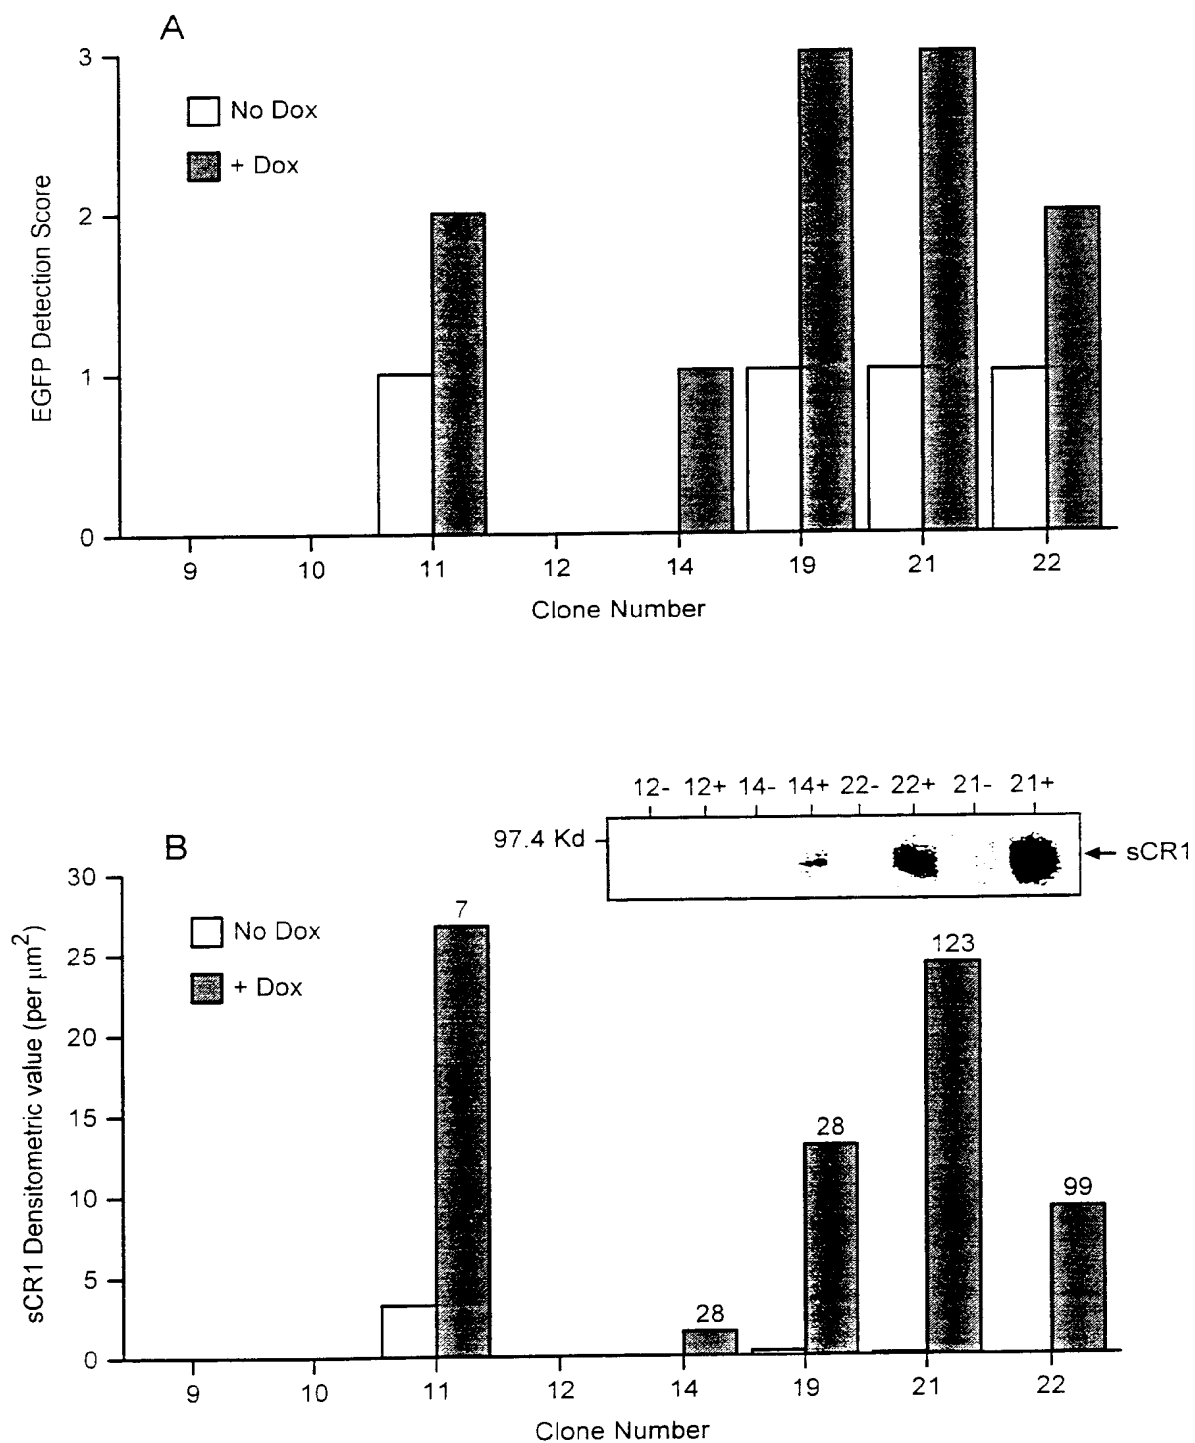 A
3
2
1
0
EGFP Detection Score
No Dox
+ Dox
9 10 11 12 14 19 21 22
Clone Number
12- 12+ 14- 14+ 22- 22+ 21- 21+
97.4 Kd
sCR1
B
30
25
20
15
10
5
0
sCR1 Densitometric value (per μm²)
No Dox
+ Dox
7
28
28
123
99
9 10 11 12 14 19 21 22
Clone Number